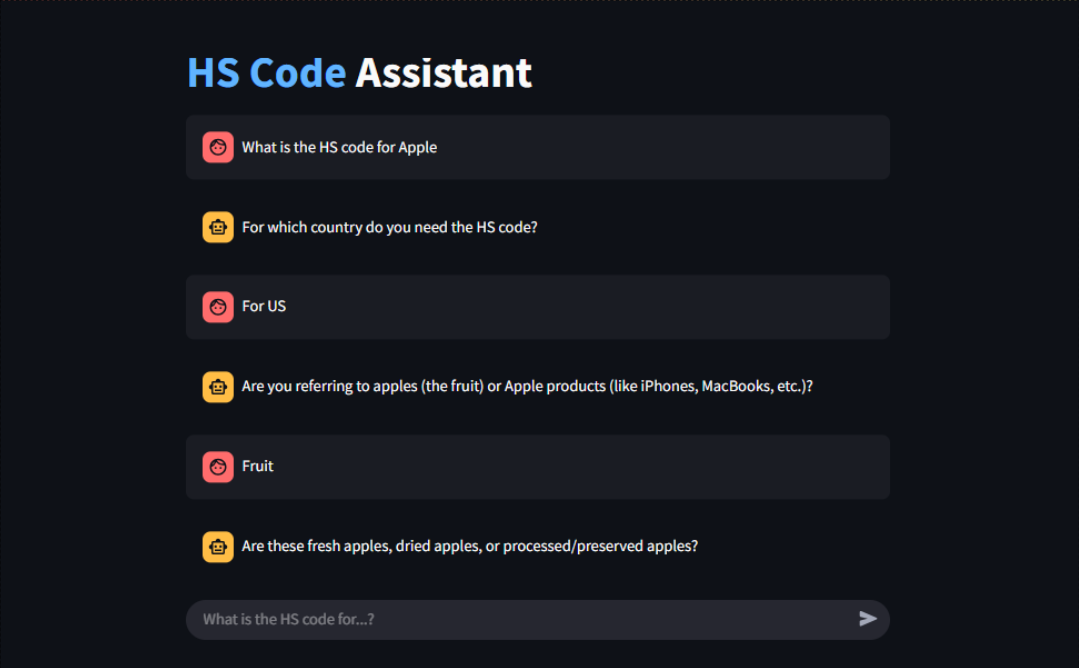 HS Code Assistant
What is the HS code for Apple
For which country do you need the HS code?
For US
Are you referring to apples (the fruit) or Apple products (like iPhones, MacBooks, etc.)?
Fruit
Are these fresh apples, dried apples, or processed/preserved apples?
What is the HS code for...?